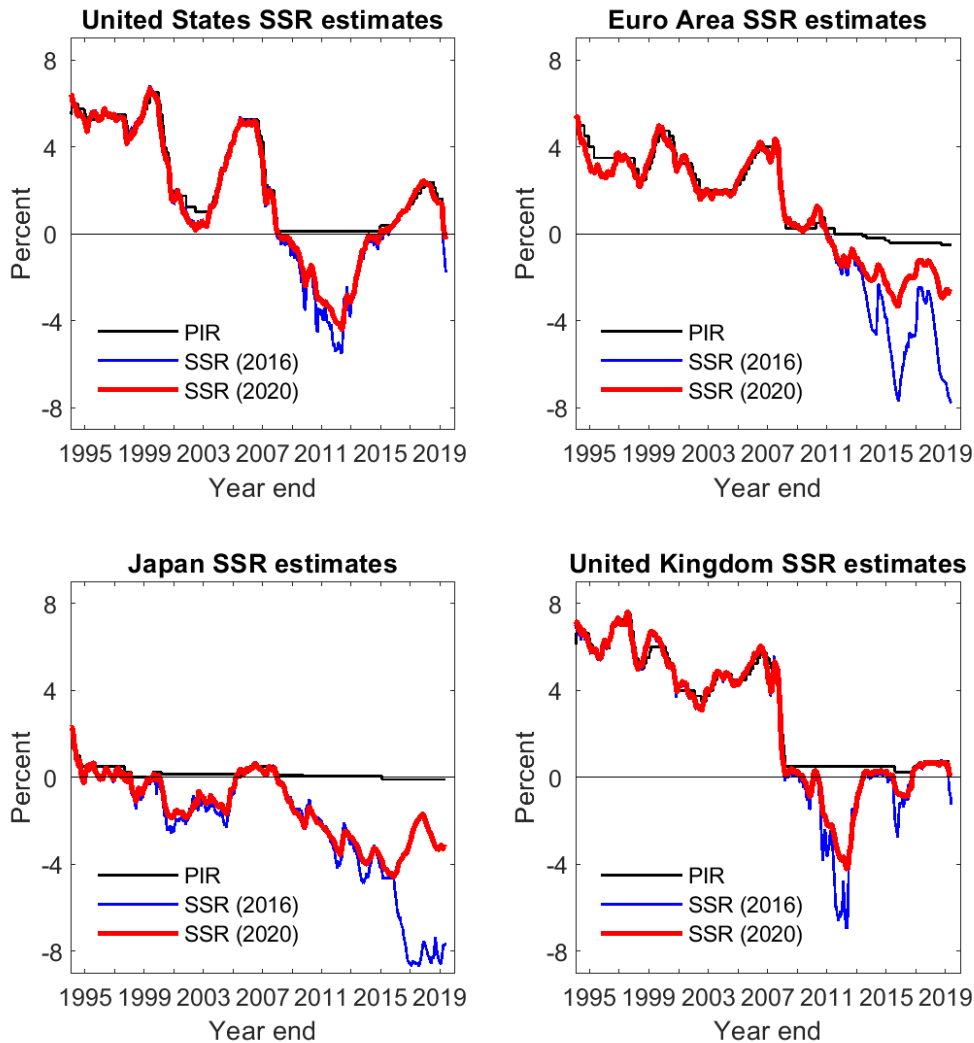 United States SSR estimates
Percent
8
4
0
-4
-8
PIR
SSR (2016)
SSR (2020)
1995 1999 2003 2007 2011 2015 2019
Year end
Euro Area SSR estimates
Percent
8
4
0
-4
-8
PIR
SSR (2016)
SSR (2020)
1995 1999 2003 2007 2011 2015 2019
Year end
Japan SSR estimates
Percent
8
4
0
-4
-8
PIR
SSR (2016)
SSR (2020)
1995 1999 2003 2007 2011 2015 2019
Year end
United Kingdom SSR estimates
Percent
8
4
0
-4
-8
PIR
SSR (2016)
SSR (2020)
1995 1999 2003 2007 2011 2015 2019
Year end